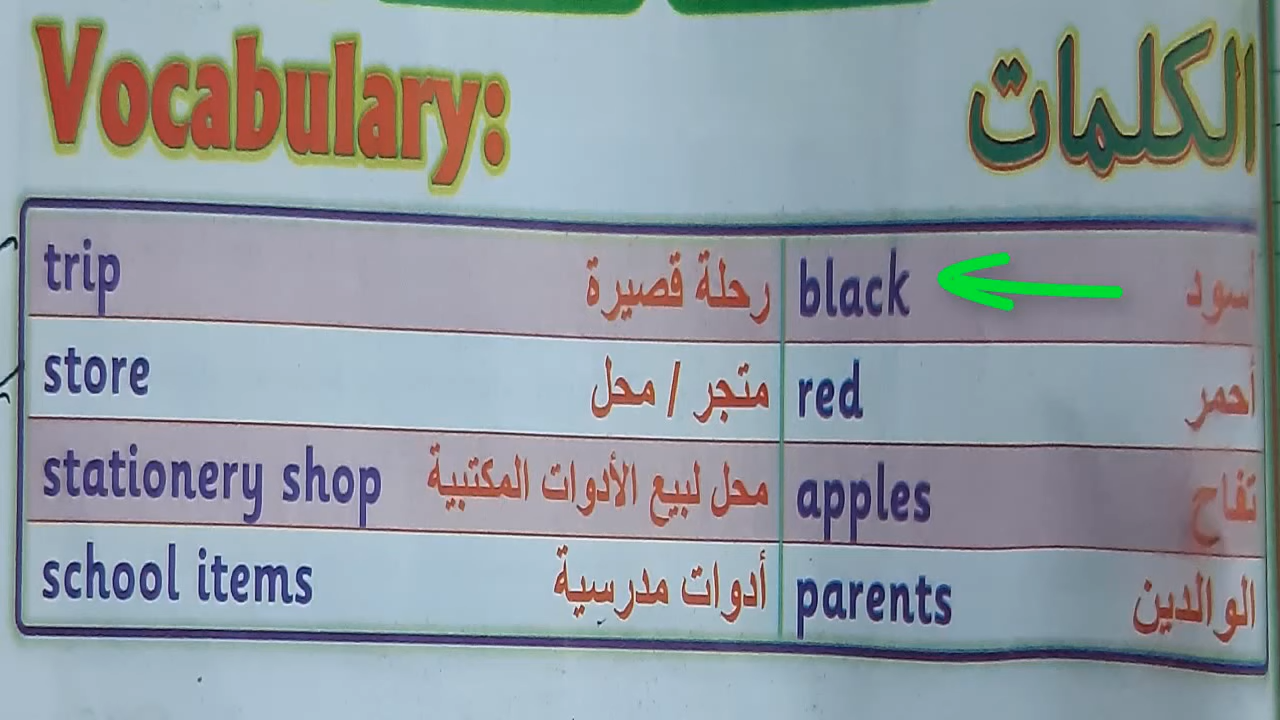 Vocabulary: الكلمات
trip رحلة قصيرة black أسود
store متجر / محل red أحمر
stationery shop محل لبيع الأدوات المكتبية apples تفاح
school items أدوات مدرسية parents الوالدين